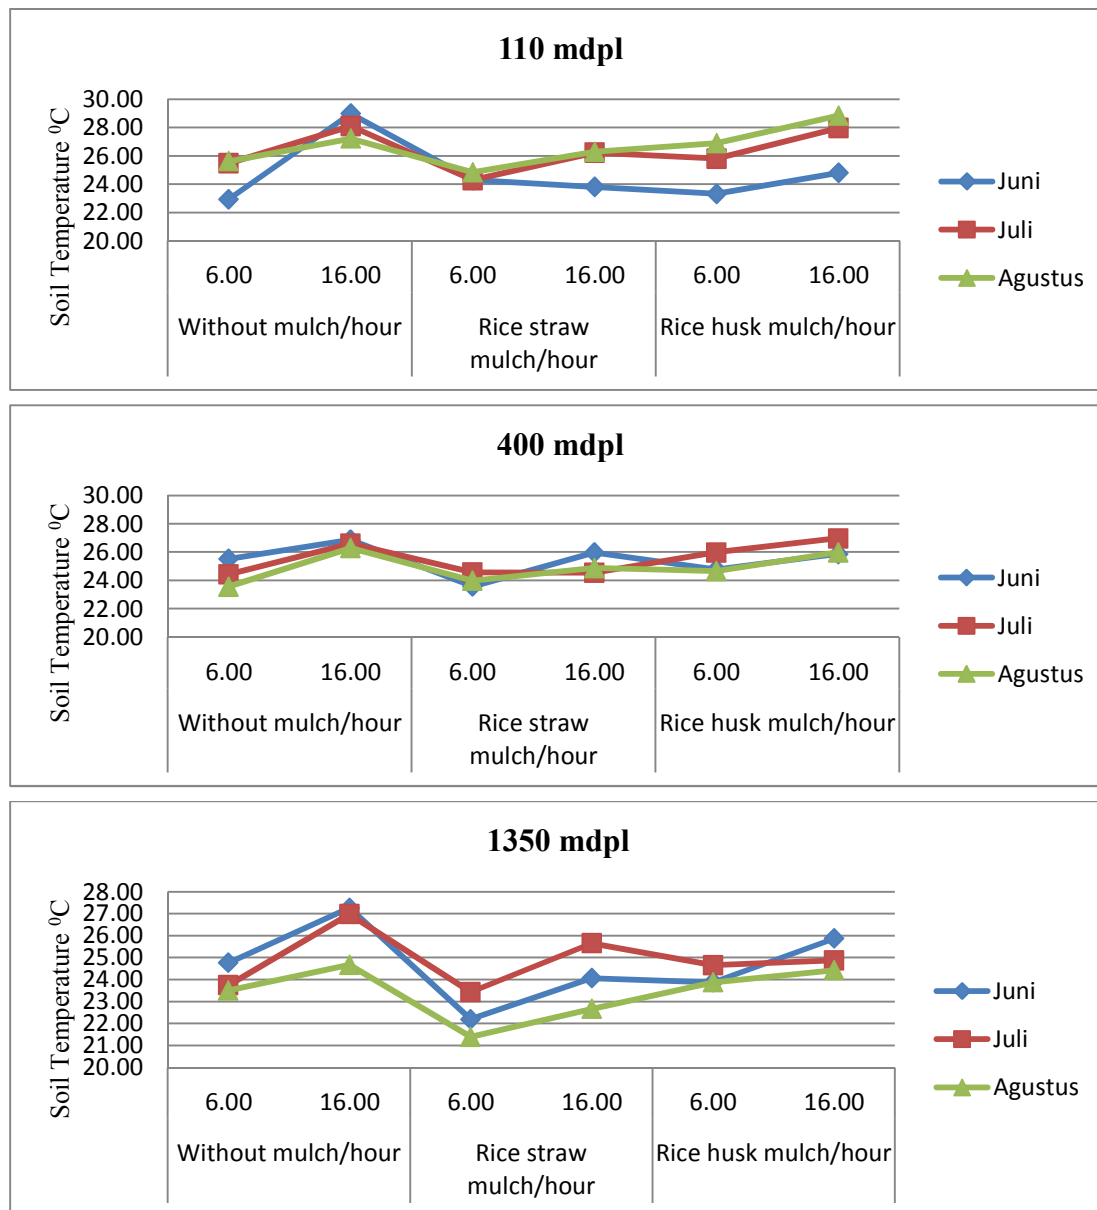 110 mdpl
Soil Temperature ⁰C
30.00
28.00
26.00
24.00
22.00
20.00
6.00 16.00 6.00 16.00 6.00 16.00
Without mulch/hour Rice straw Rice husk mulch/hour
mulch/hour
Juni
Juli
Agustus
400 mdpl
Soil Temperature ⁰C
30.00
28.00
26.00
24.00
22.00
20.00
6.00 16.00 6.00 16.00 6.00 16.00
Without mulch/hour Rice straw Rice husk mulch/hour
mulch/hour
Juni
Juli
Agustus
1350 mdpl
Soil Temperature ⁰C
28.00
27.00
26.00
25.00
24.00
23.00
22.00
21.00
20.00
6.00 16.00 6.00 16.00 6.00 16.00
Without mulch/hour Rice straw Rice husk mulch/hour
mulch/hour
Juni
Juli
Agustus